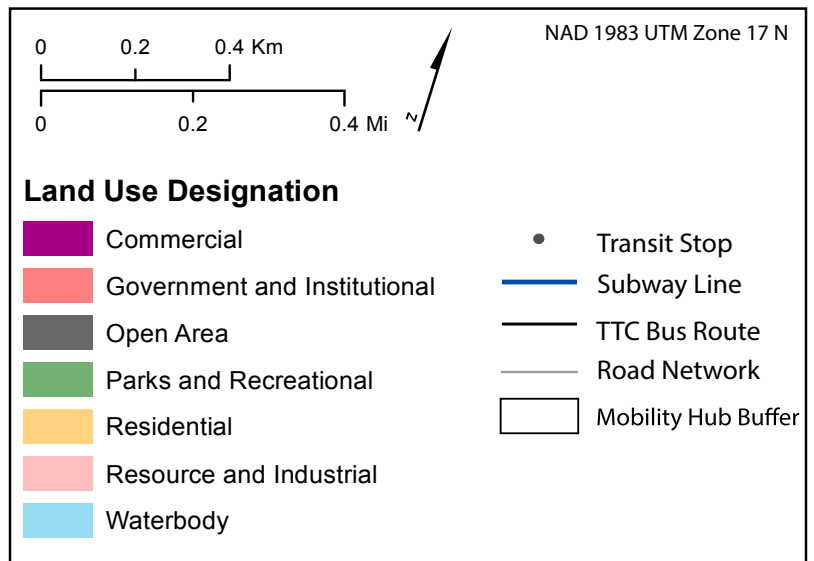 NAD 1983 UTM Zone 17 N
0 0.2 0.4 Km
0 0.2 0.4 Mi
N
Land Use Designation
Commercial
Government and Institutional
Open Area
Parks and Recreational
Residential
Resource and Industrial
Waterbody
Transit Stop
Subway Line
TTC Bus Route
Road Network
Mobility Hub Buffer